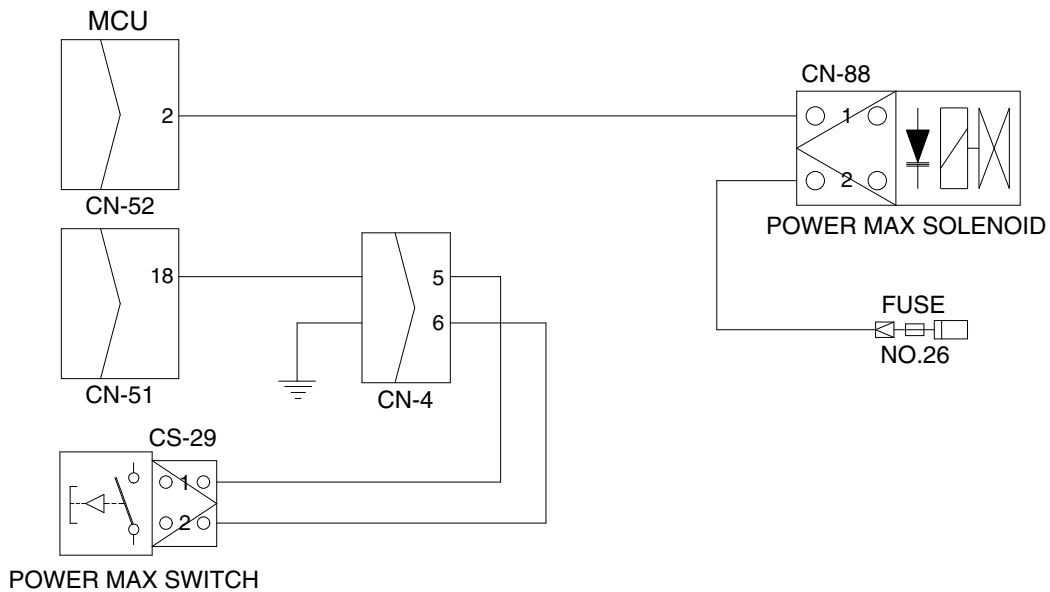 MCU
2
CN-52
CN-88
1
2
POWER MAX SOLENOID
18
CN-51
5
6
CN-4
FUSE
NO.26
CS-29
1
2
POWER MAX SWITCH